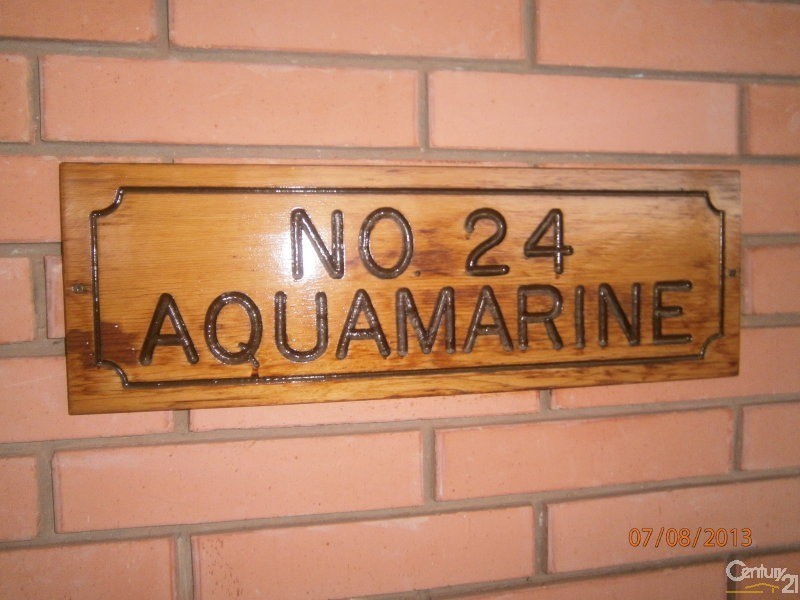 NO. 24
AQUAMARINE
07/08/2013
Century 21